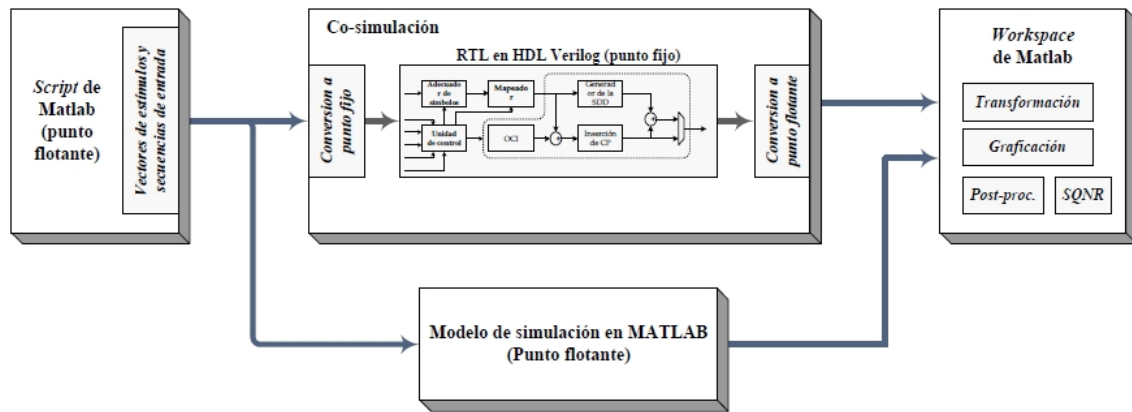 Script de
Matlab
(punto
flotante)
Vectores de estímulos y
secuencias de entrada
Co-simulación
RTL en HDL Verilog (punto fijo)
Conversion a
punto fijo
Adecuado
r de
símbolos
Mapeado
r
Generad
or de la
SDD
Unidad
de control
OCI
Inserción
de CP
+
+
Conversion a
punto flotante
Workspace
de Matlab
Transformación
Graficación
Post-proc.
SQNR
Modelo de simulación en MATLAB
(Punto flotante)